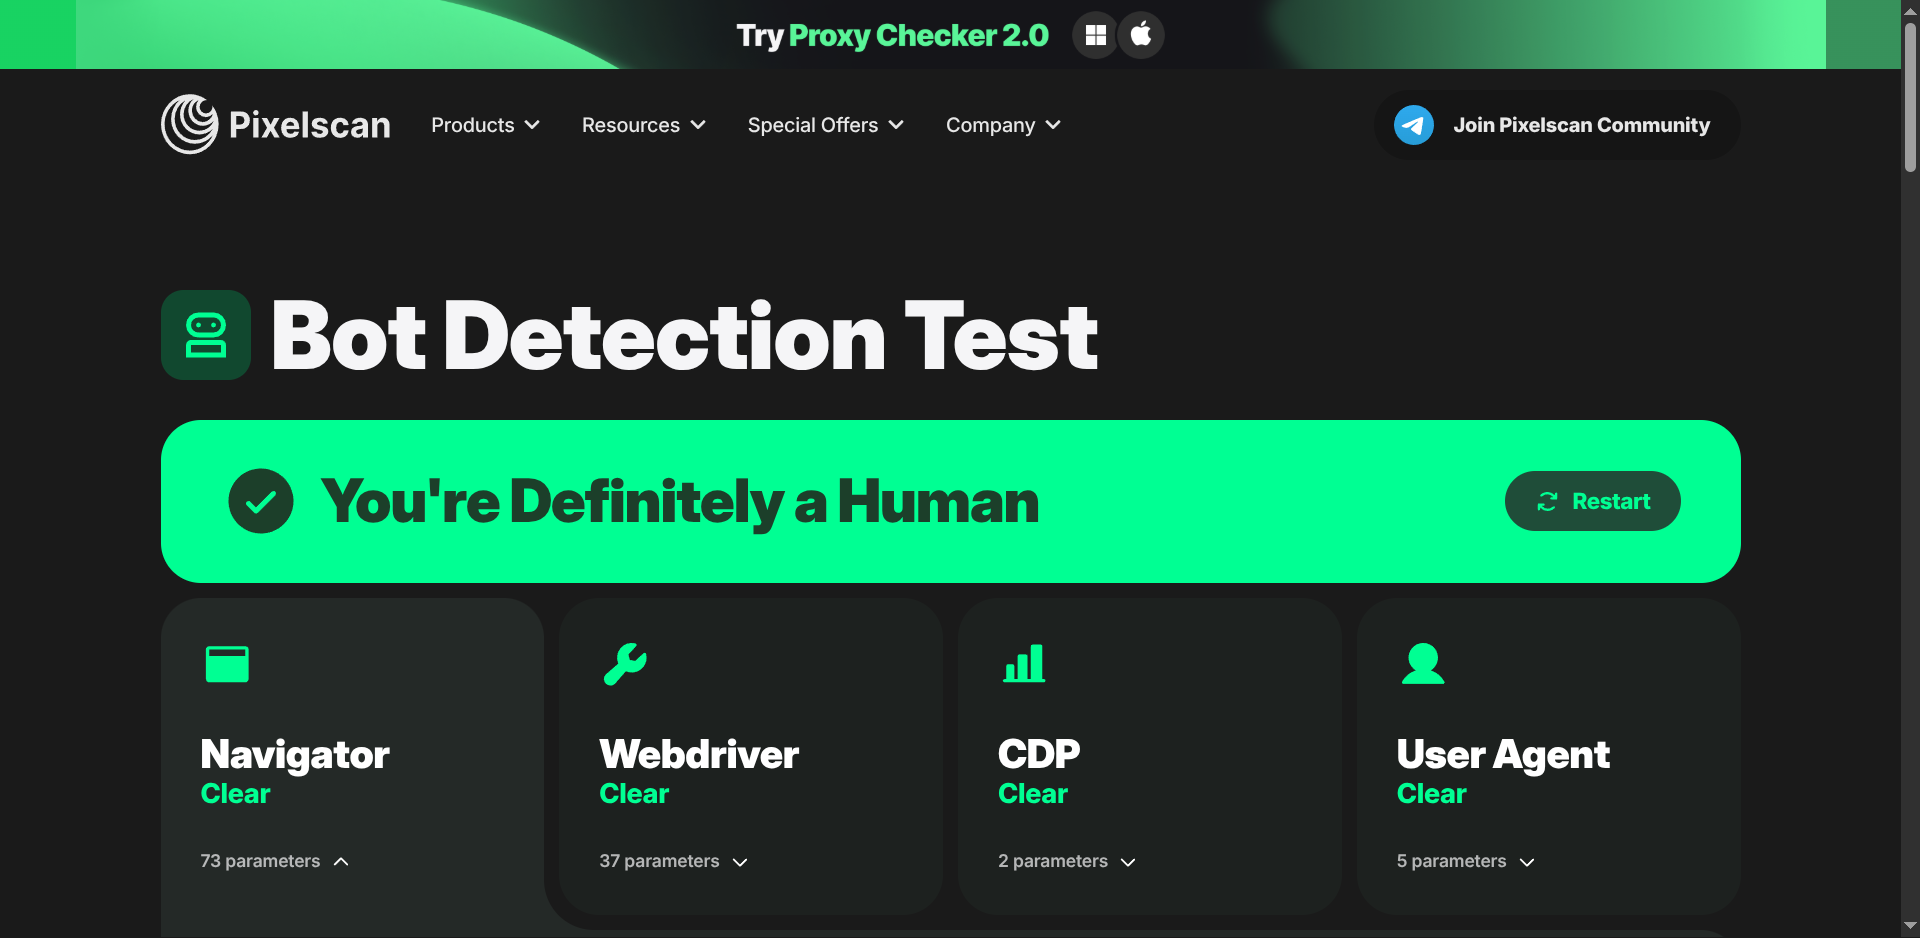 Try Proxy Checker 2.0
Pixelscan
Products
Resources
Special Offers
Company
Join Pixelscan Community
Bot Detection Test
You're Definitely a Human
Restart
Navigator
Clear
73 parameters
Webdriver
Clear
37 parameters
CDP
Clear
2 parameters
User Agent
Clear
5 parameters